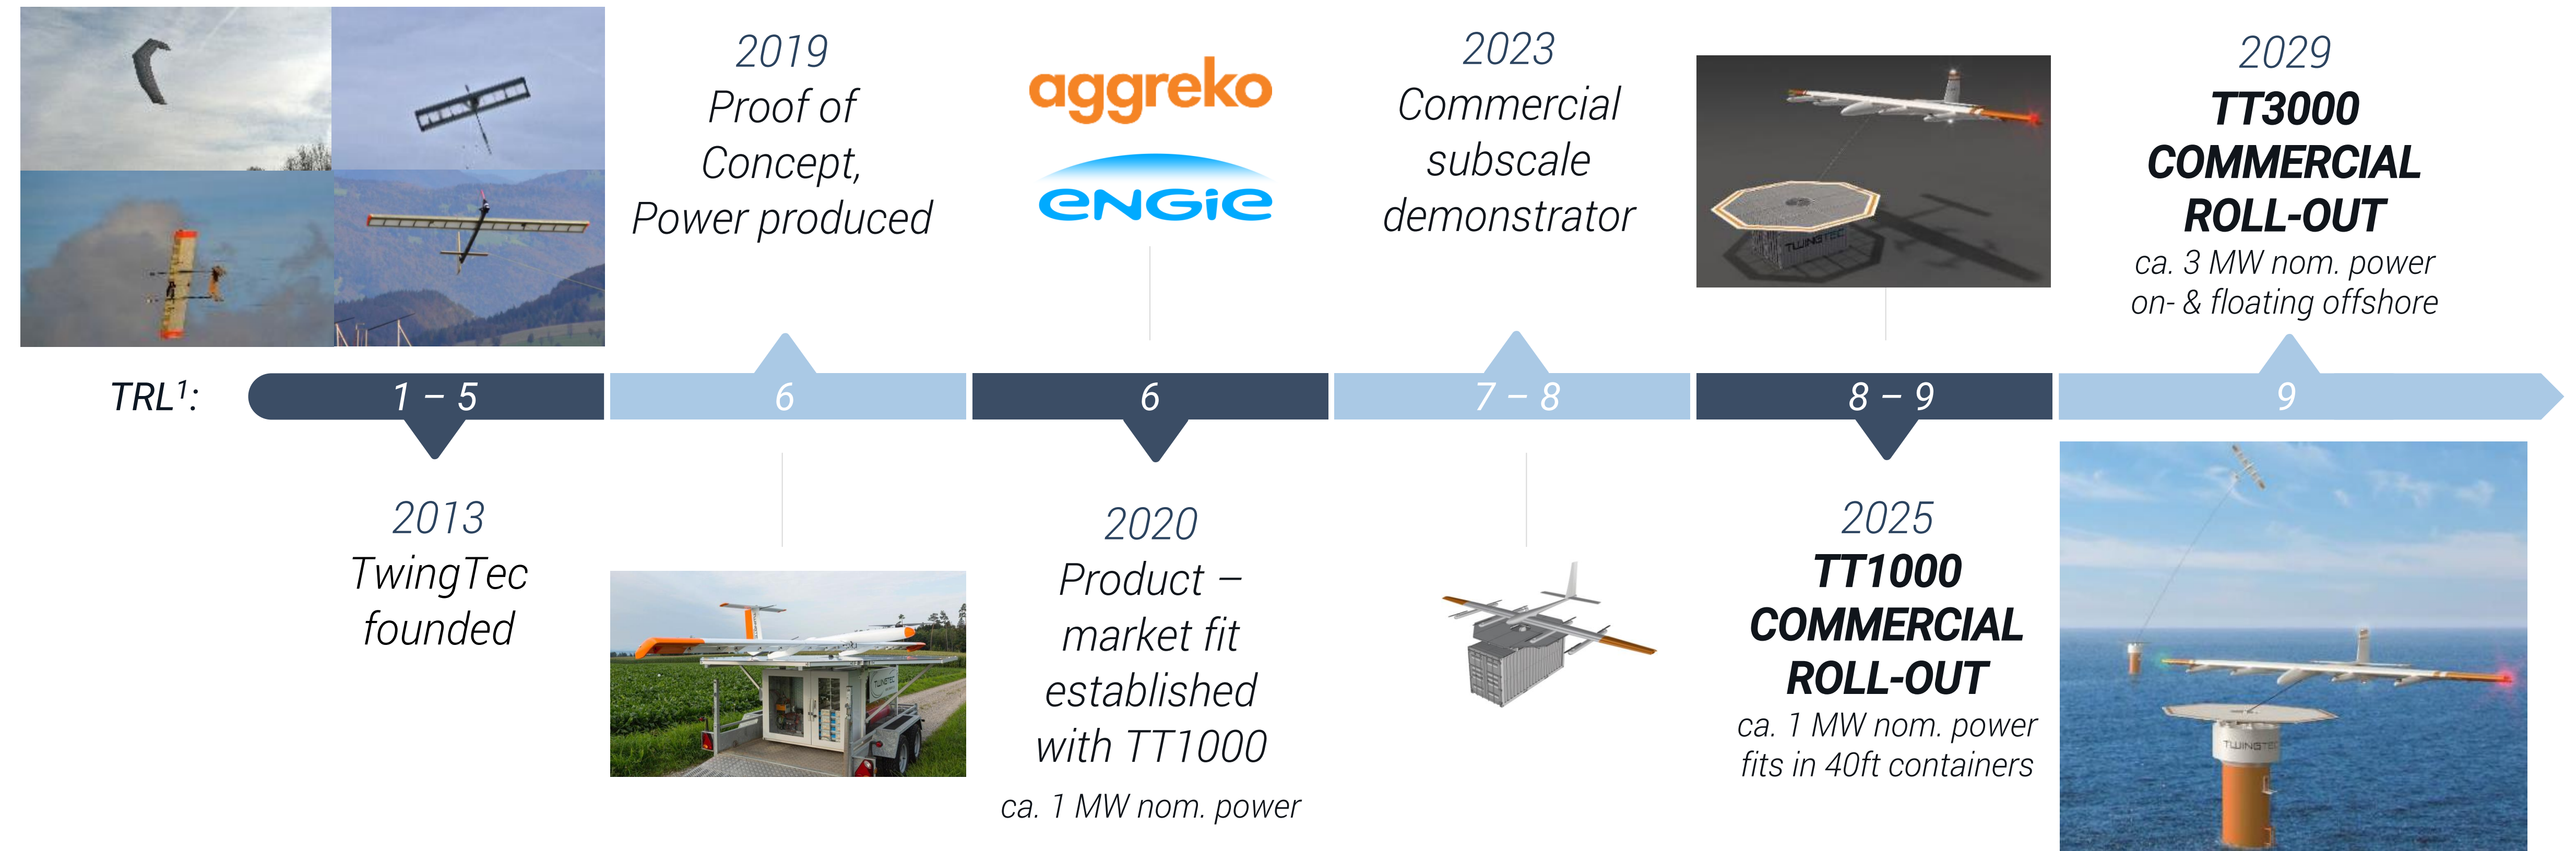 2019
Proof of
Concept,
Power produced
aggreko
ENGIE
2023
Commercial
subscale
demonstrator
TWINGTEC
2029
TT3000
COMMERCIAL
ROLL-OUT
ca. 3 MW nom. power
on- & floating offshore
TRL¹:
1 – 5
6
6
7 – 8
8 – 9
9
2013
TwingTec
founded
TWINGTEC
2020
Product –
market fit
established
with TT1000
ca. 1 MW nom. power
2025
TT1000
COMMERCIAL
ROLL-OUT
ca. 1 MW nom. power
fits in 40ft containers
TWINGTEC